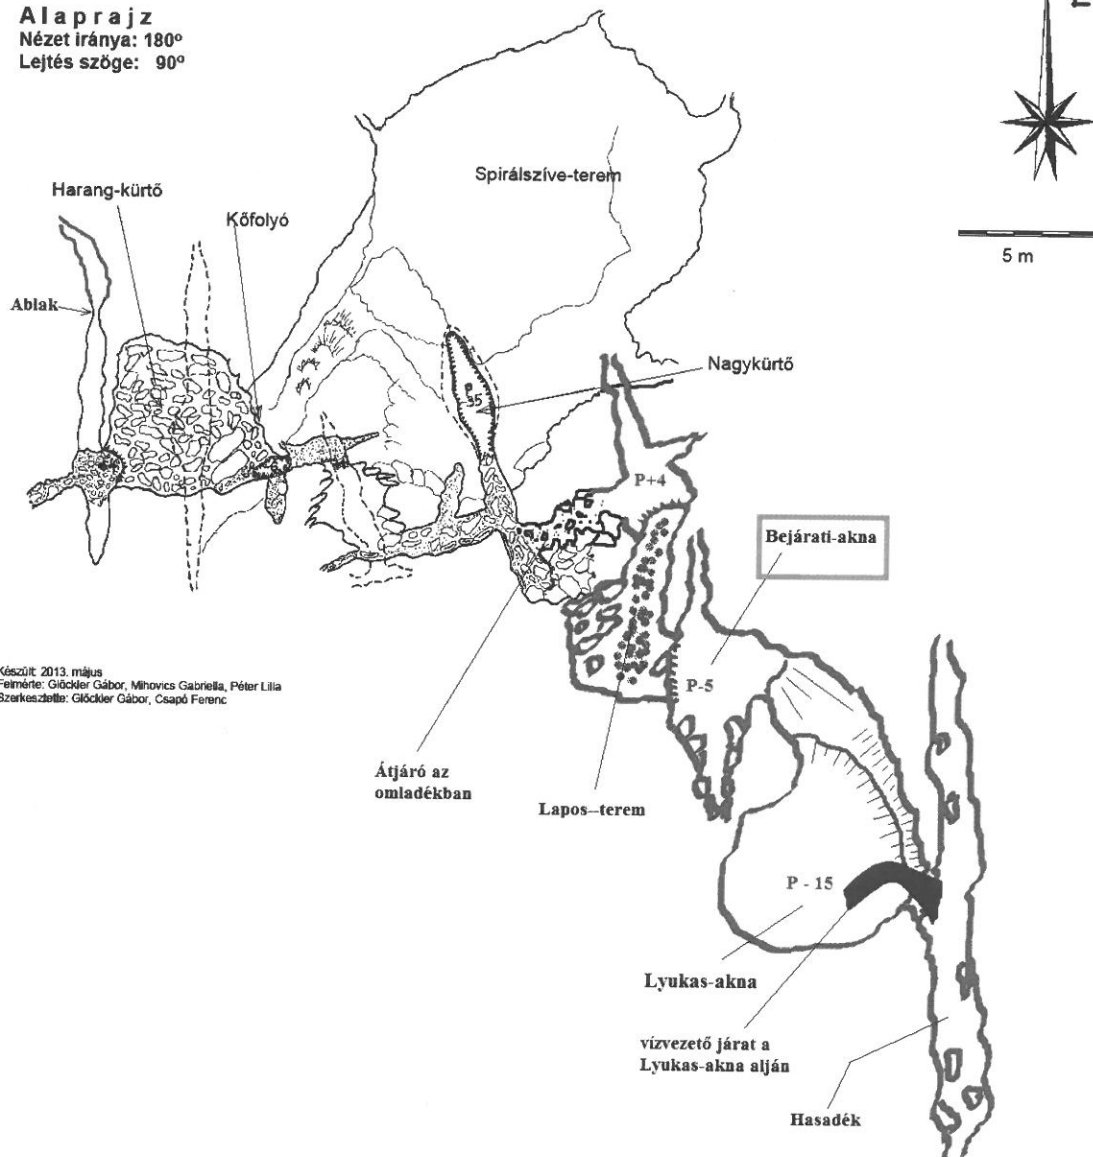 Alaprajz
Nézet iránya: 180º
Lejtés szöge: 90º
Spirálszíve-terem
Harang-kürtő
Kőfolyó
5 m
Ablak
Nagykürtő
P+4
Bejárati-akna
Készült: 2013. május
Felmérte: Glöckler Gábor, Mihovics Gabriella, Péter Lilla
Szerkesztette: Glöckler Gábor, Csapó Ferenc
P-5
Átjáró az
omladékban
Lapos--terem
P - 15
Lyukas-akna
vízvezető járat a
Lyukas-akna alján
Hasadék